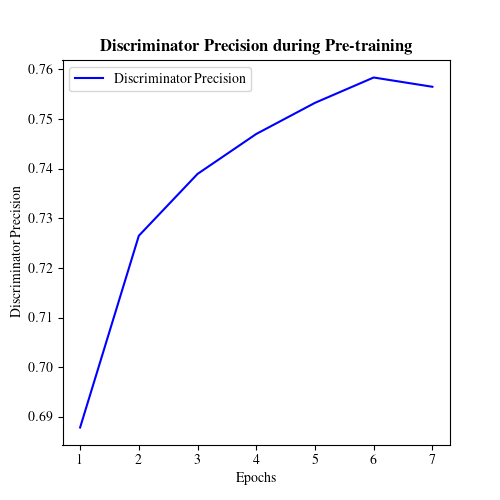 Discriminator Precision during Pre-training
Discriminator Precision
0.76
0.75
0.74
0.73
0.72
0.71
0.70
0.69
Discriminator Precision
1 2 3 4 5 6 7
Epochs